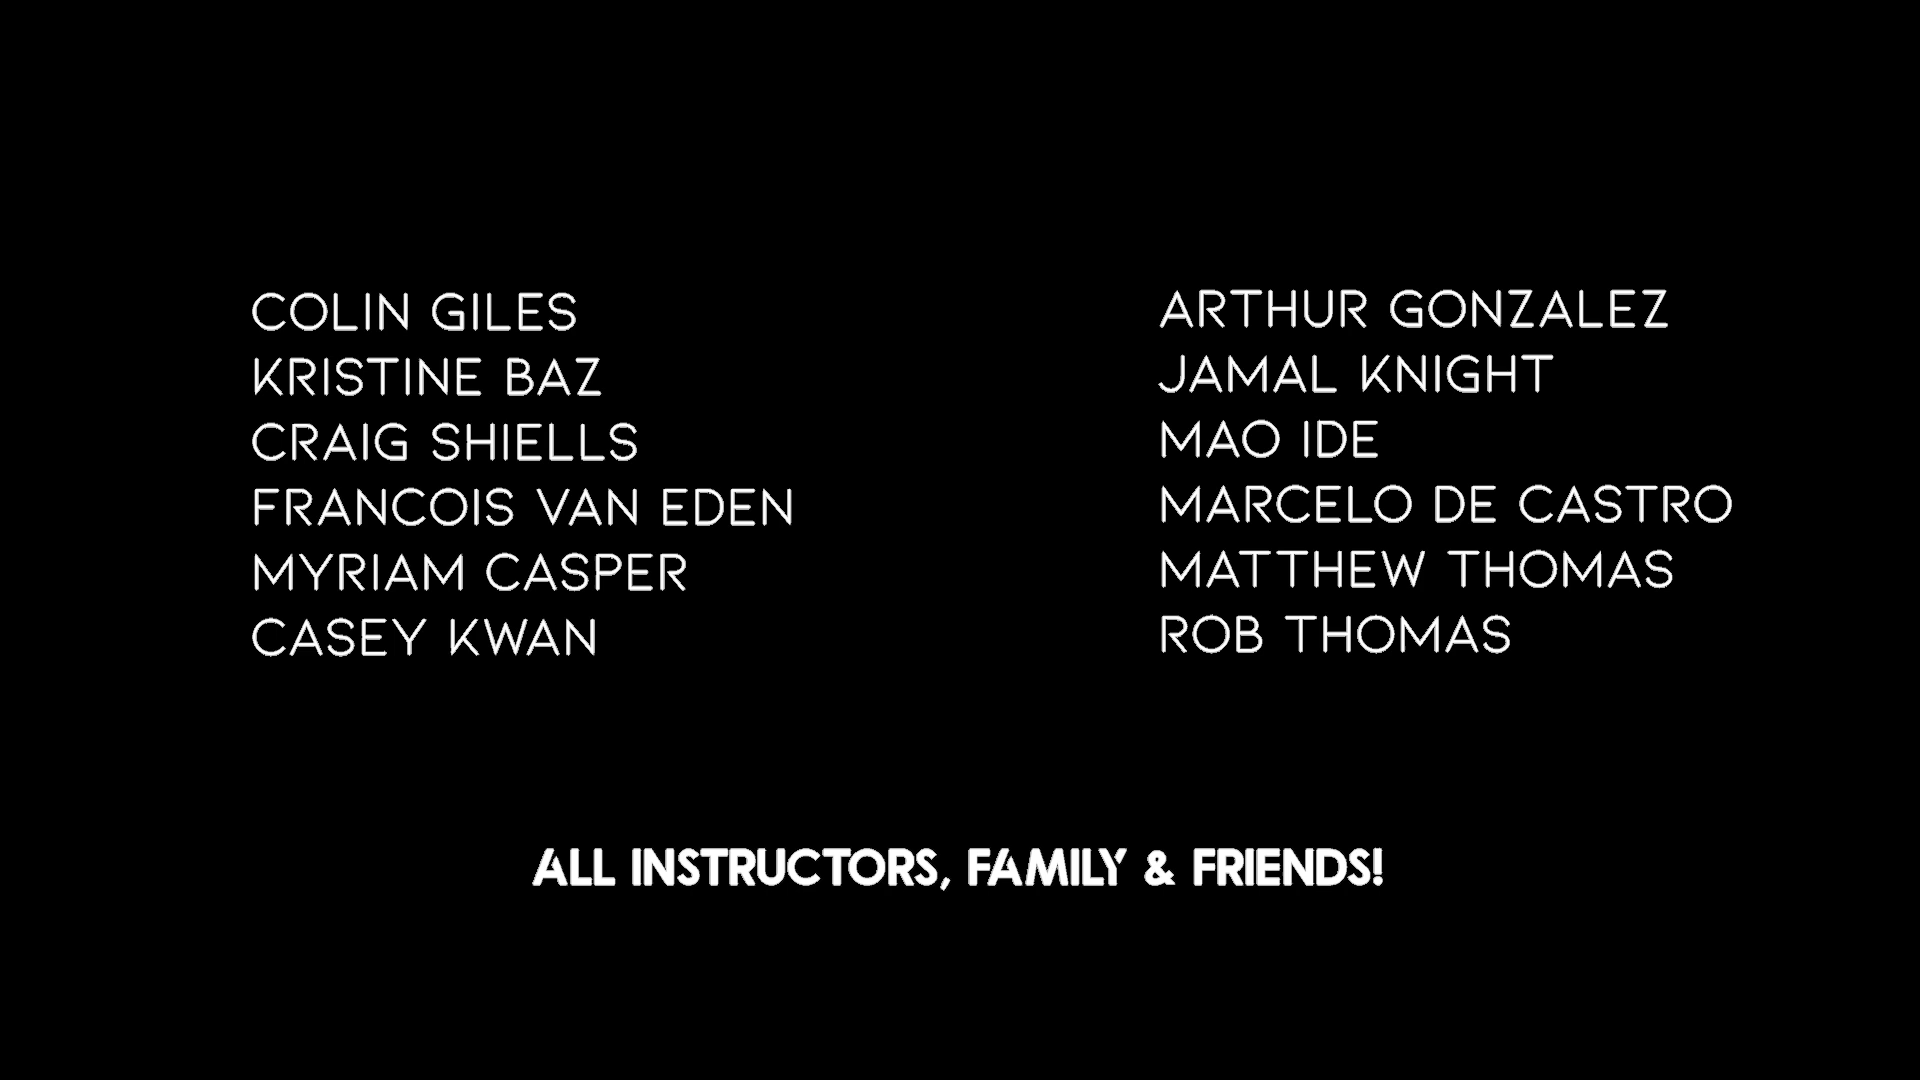 COLIN GILES
KRISTINE BAZ
CRAIG SHIELLS
FRANCOIS VAN EDEN
MYRIAM CASPER
CASEY KWAN
ARTHUR GONZALEZ
JAMAL KNIGHT
MAO IDE
MARCELO DE CASTRO
MATTHEW THOMAS
ROB THOMAS
ALL INSTRUCTORS, FAMILY & FRIENDS!